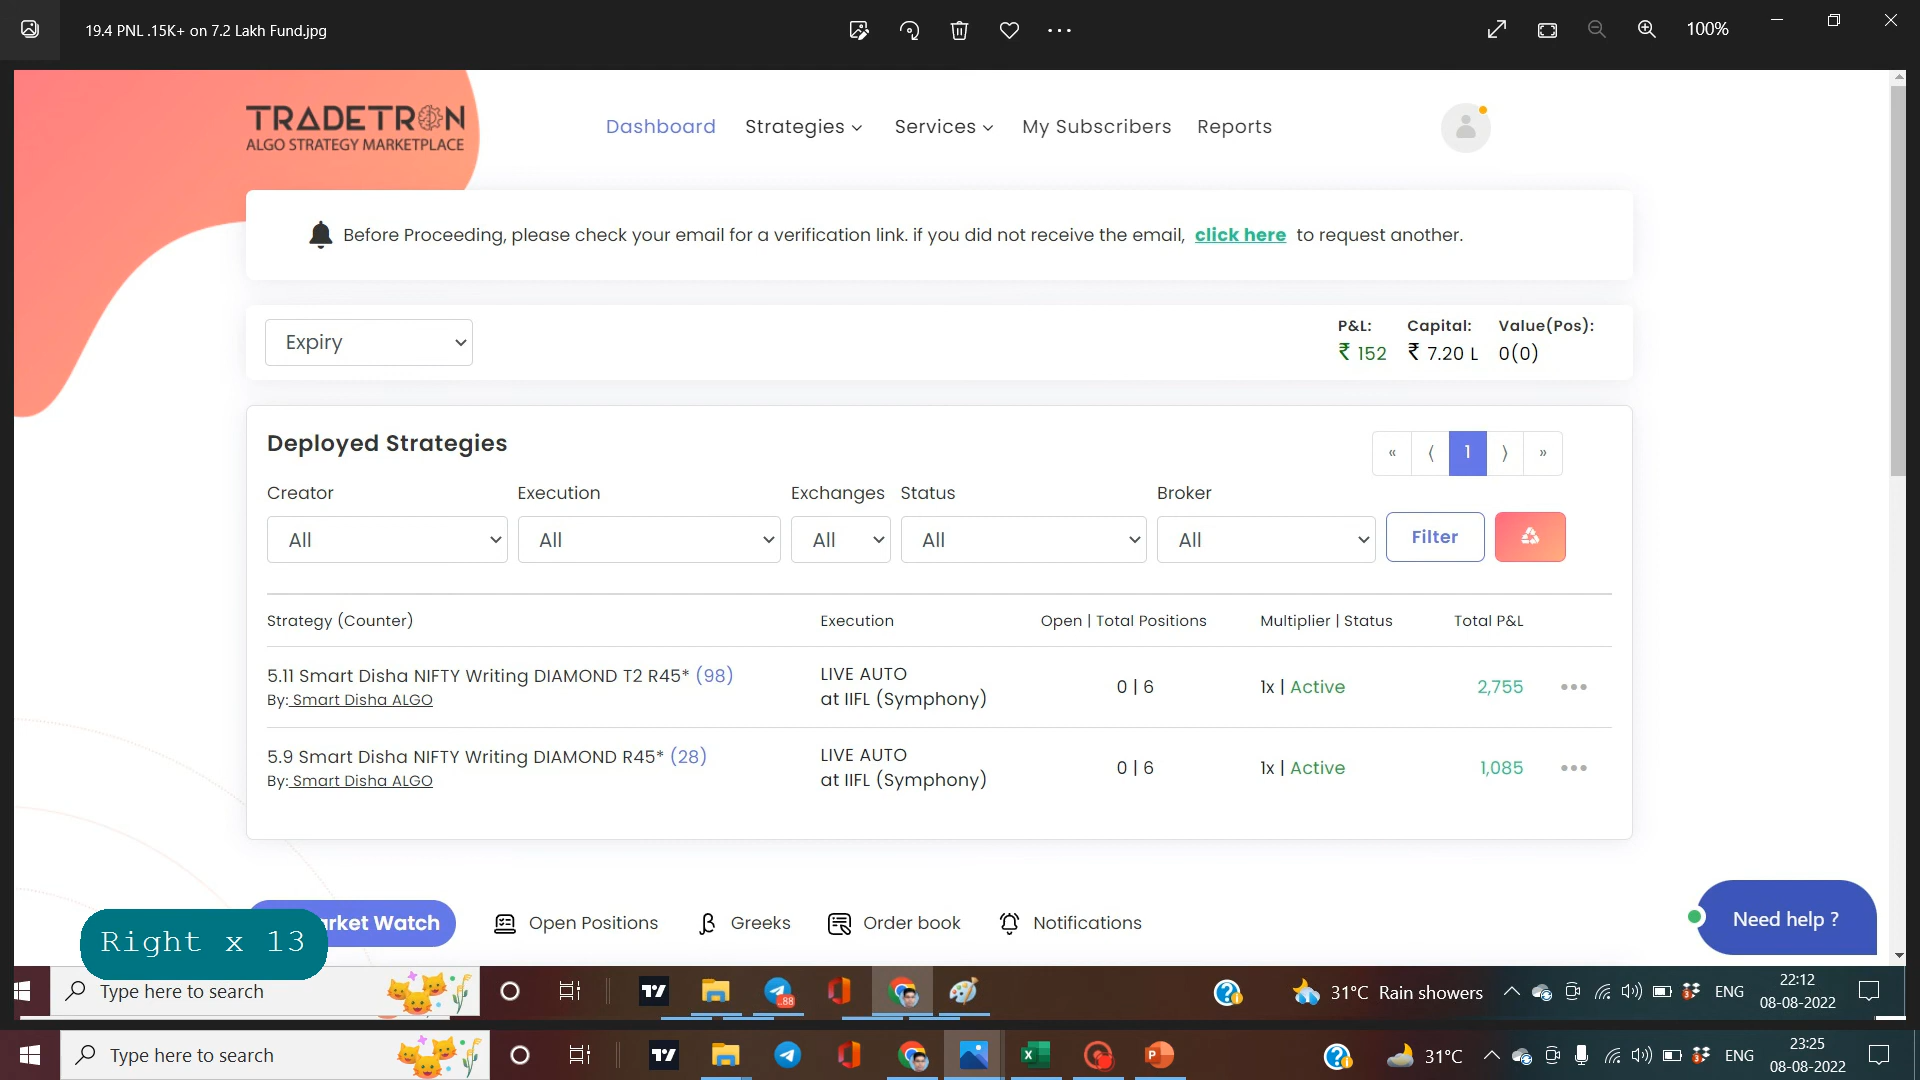 19.4 PNL .15K+ on 7.2 Lakh Fund.jpg
100%
TRADETRON
ALGO STRATEGY MARKETPLACE
Dashboard Strategies Services My Subscribers Reports
Before Proceeding, please check your email for a verification link. if you did not receive the email, click here to request another.
Expiry
P&L: Capital: Value(Pos):
₹ 152 ₹ 7.20 L 0(0)
Deployed Strategies
« ⟨ 1 ⟩ »
Creator Execution Exchanges Status Broker
All All All All All Filter
Strategy (Counter) Execution Open | Total Positions Multiplier | Status Total P&L
5.11 Smart Disha NIFTY Writing DIAMOND T2 R45* (98)
By: Smart Disha ALGO
LIVE AUTO
at IIFL (Symphony)
0 | 6 1x | Active 2,755
5.9 Smart Disha NIFTY Writing DIAMOND R45* (28)
By: Smart Disha ALGO
LIVE AUTO
at IIFL (Symphony)
0 | 6 1x | Active 1,085
arket Watch Open Positions Greeks Order book Notifications
Need help ?
Right x 13
Type here to search
88
31°C Rain showers ENG
22:12
08-08-2022
Type here to search
31°C ENG
23:25
08-08-2022